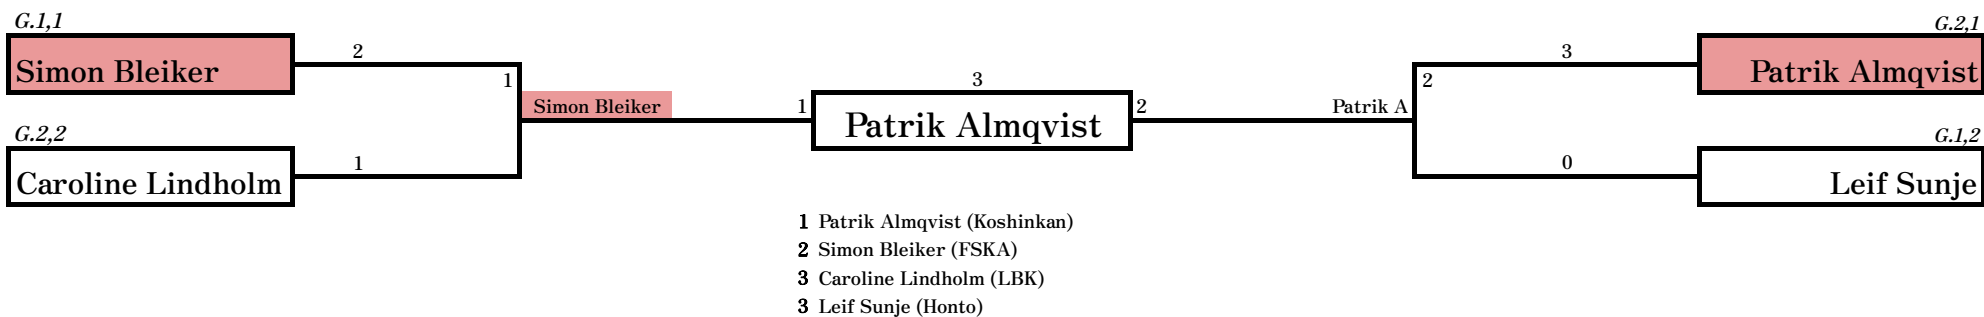 G.1,1
Simon Bleiker
2
1
G.2,2
Caroline Lindholm
1
Simon Bleiker
1
3
Patrik Almqvist
2
Patrik A
2
3
G.2,1
Patrik Almqvist
0
G.1,2
Leif Sunje
1 Patrik Almqvist (Koshinkan)
2 Simon Bleiker (FSKA)
3 Caroline Lindholm (LBK)
3 Leif Sunje (Honto)